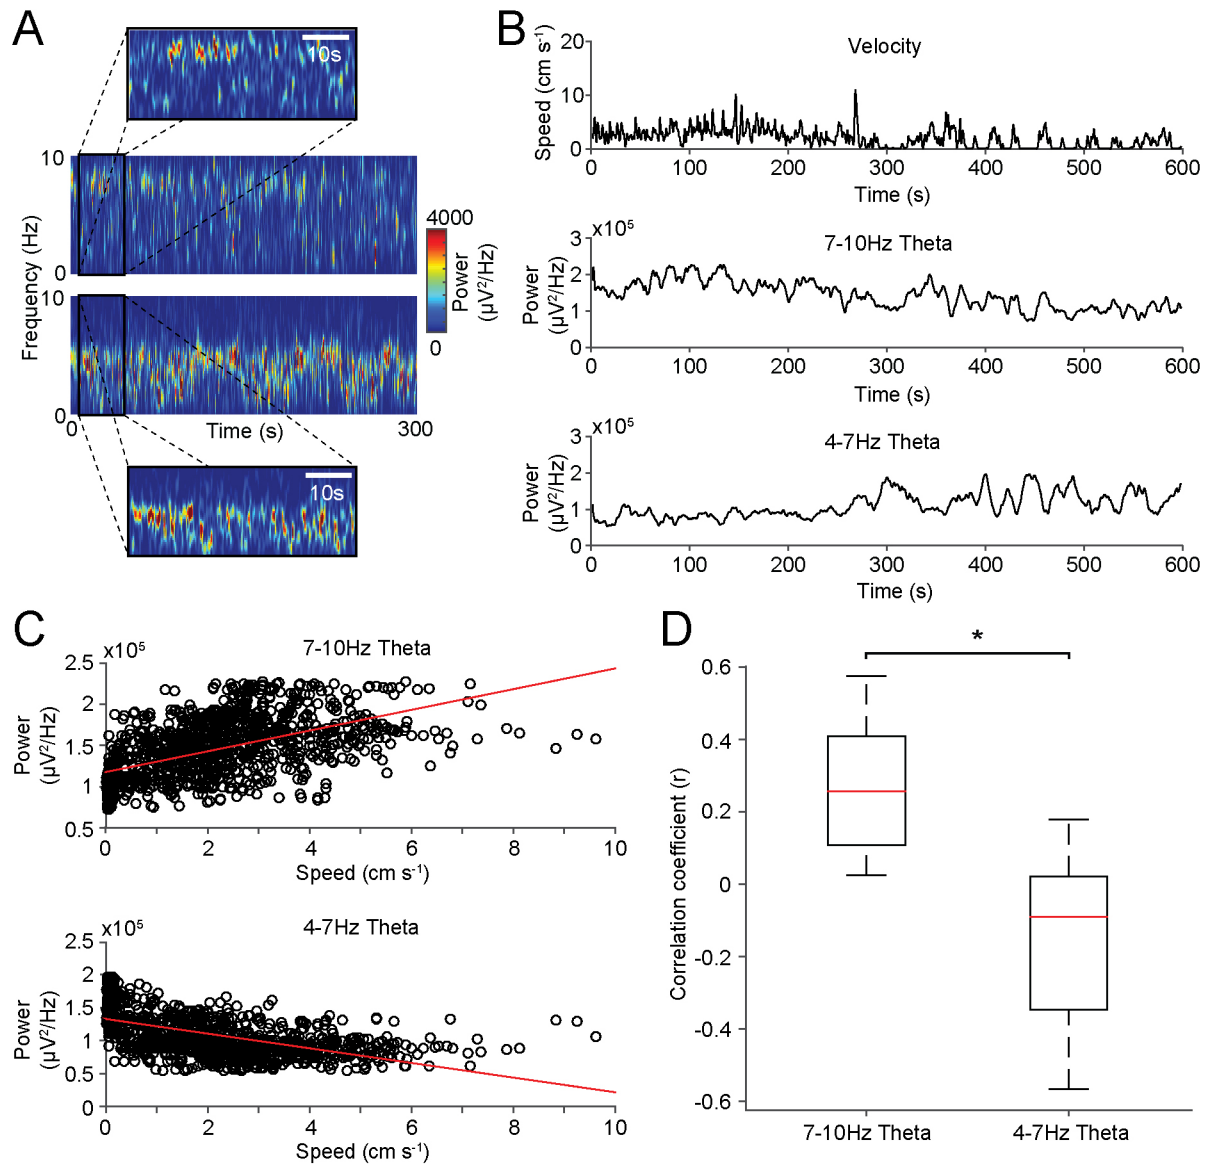 A
10s
10
0
Frequency (Hz)
4000
Power
(μV²/Hz)
0
10
0
0
Time (s)
300
10s
B
Velocity
Speed (cm s⁻¹)
20
10
0
0 100 200 300 400 500 600
Time (s)
x10⁵
7-10Hz Theta
Power
(μV²/Hz)
3
2
1
0
0 100 200 300 400 500 600
Time (s)
x10⁵
4-7Hz Theta
Power
(μV²/Hz)
3
2
1
0
0 100 200 300 400 500 600
Time (s)
C
x10⁵
7-10Hz Theta
Power
(μV²/Hz)
2.5
2
1.5
1
0.5
0 2 4 6 8 10
Speed (cm s⁻¹)
x10⁵
4-7Hz Theta
Power
(μV²/Hz)
2.5
2
1.5
1
0.5
0
0 2 4 6 8 10
Speed (cm s⁻¹)
D
*
Correlation coefficient (r)
0.6
0.4
0.2
0
-0.2
-0.4
-0.6
7-10Hz Theta 4-7Hz Theta